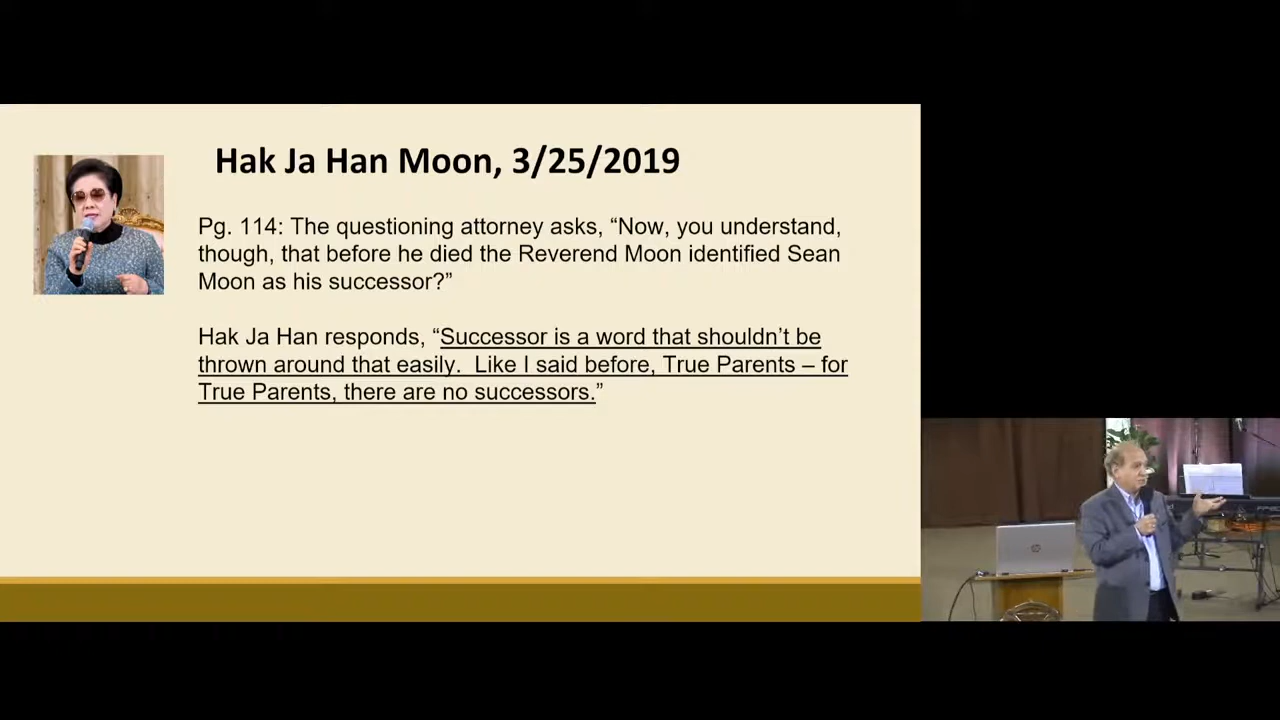 Hak Ja Han Moon, 3/25/2019
Pg. 114: The questioning attorney asks, “Now, you understand,
though, that before he died the Reverend Moon identified Sean
Moon as his successor?”
Hak Ja Han responds, “Successor is a word that shouldn’t be
thrown around that easily.  Like I said before, True Parents – for
True Parents, there are no successors.”